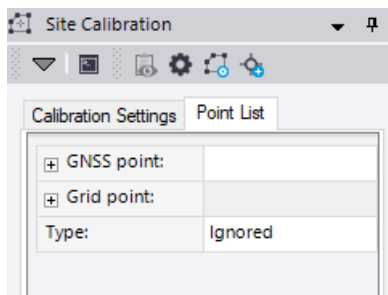 Site Calibration
Calibration Settings Point List
GNSS point:
Grid point:
Type: Ignored